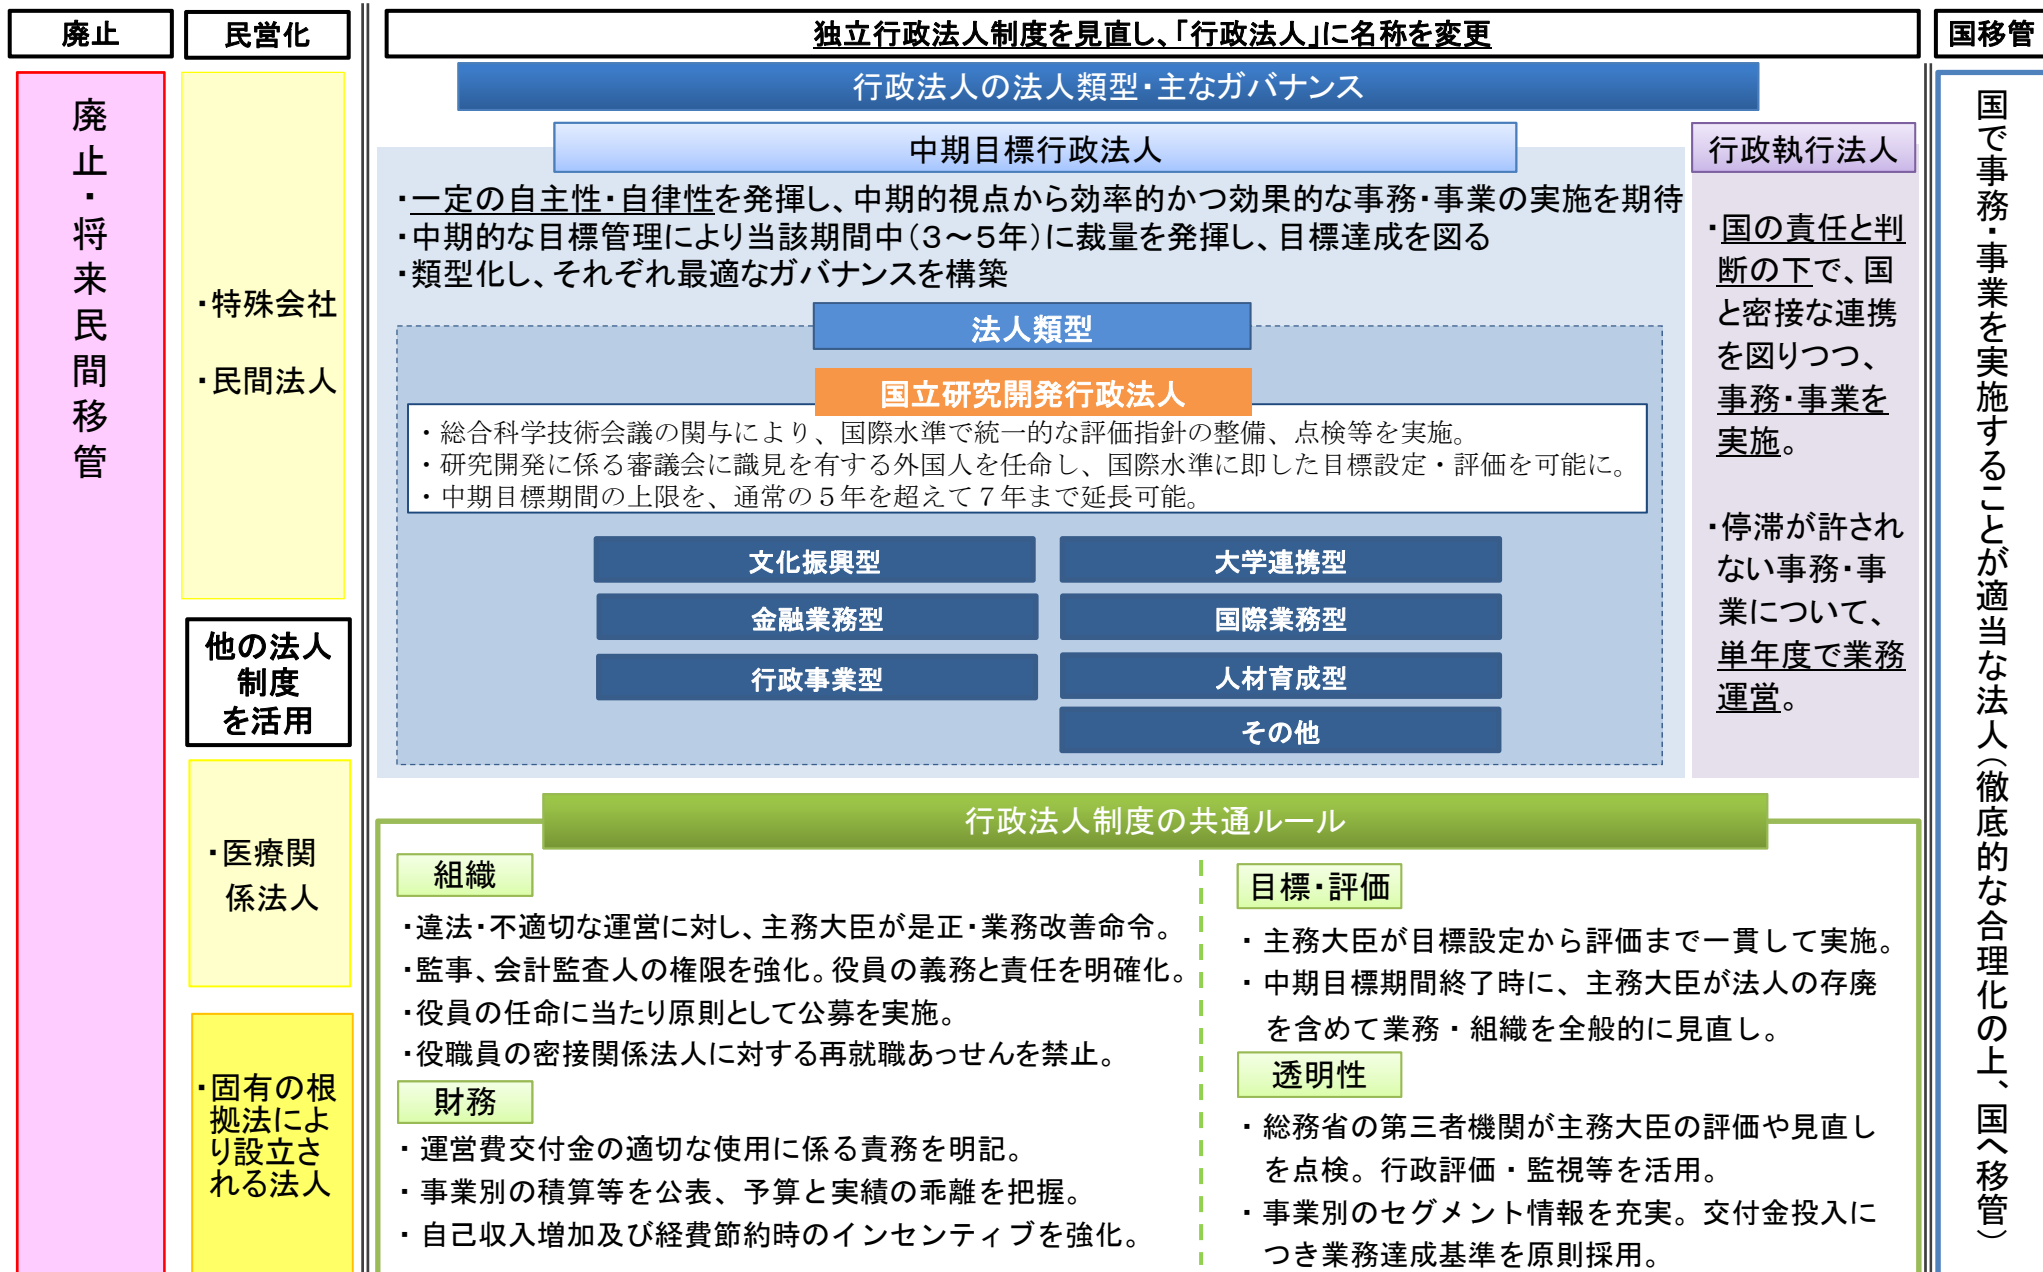 廃止
廃止・将来民間移管
民営化
・特殊会社
・民間法人
他の法人
制度
を活用
・医療関
係法人
・固有の根
拠法によ
り設立さ
れる法人
独立行政法人制度を見直し、「行政法人」に名称を変更
行政法人の法人類型・主なガバナンス
中期目標行政法人
・一定の自主性・自律性を発揮し、中期的視点から効率的かつ効果的な事務・事業の実施を期待
・中期的な目標管理により当該期間中（３～５年）に裁量を発揮し、目標達成を図る
・類型化し、それぞれ最適なガバナンスを構築
法人類型
国立研究開発行政法人
・総合科学技術会議の関与により、国際水準で統一的な評価指針の整備、点検等を実施。
・研究開発に係る審議会に識見を有する外国人を任命し、国際水準に即した目標設定・評価を可能に。
・中期目標期間の上限を、通常の５年を超えて７年まで延長可能。
文化振興型
大学連携型
金融業務型
国際業務型
行政事業型
人材育成型
その他
行政執行法人
・国の責任と判
断の下で、国
と密接な連携
を図りつつ、
事務・事業を
実施。
・停滞が許され
ない事務・事
業について、
単年度で業務
運営。
行政法人制度の共通ルール
組織
・違法・不適切な運営に対し、主務大臣が是正・業務改善命令。
・監事、会計監査人の権限を強化。役員の義務と責任を明確化。
・役員の任命に当たり原則として公募を実施。
・役職員の密接関係法人に対する再就職あっせんを禁止。
財務
・運営費交付金の適切な使用に係る責務を明記。
・事業別の積算等を公表、予算と実績の乖離を把握。
・自己収入増加及び経費節約時のインセンティブを強化。
目標・評価
・主務大臣が目標設定から評価まで一貫して実施。
・中期目標期間終了時に、主務大臣が法人の存廃
を含めて業務・組織を全般的に見直し。
透明性
・総務省の第三者機関が主務大臣の評価や見直し
を点検。行政評価・監視等を活用。
・事業別のセグメント情報を充実。交付金投入に
つき業務達成基準を原則採用。
国移管
国で事務・事業を実施することが適当な法人（徹底的な合理化の上、国へ移管）